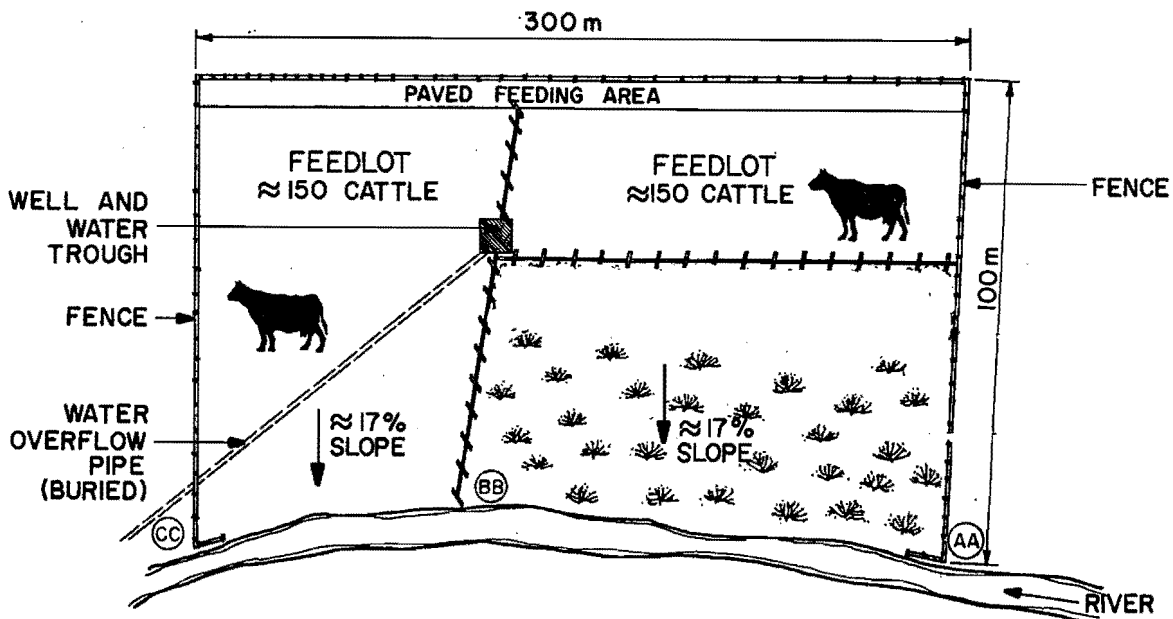 300 m
PAVED FEEDING AREA
FEEDLOT
≈150 CATTLE
FEEDLOT
≈150 CATTLE
WELL AND
WATER
TROUGH
FENCE
FENCE
100 m
WATER
OVERFLOW
PIPE
(BURIED)
≈17%
SLOPE
≈17%
SLOPE
BB
CC
AA
RIVER